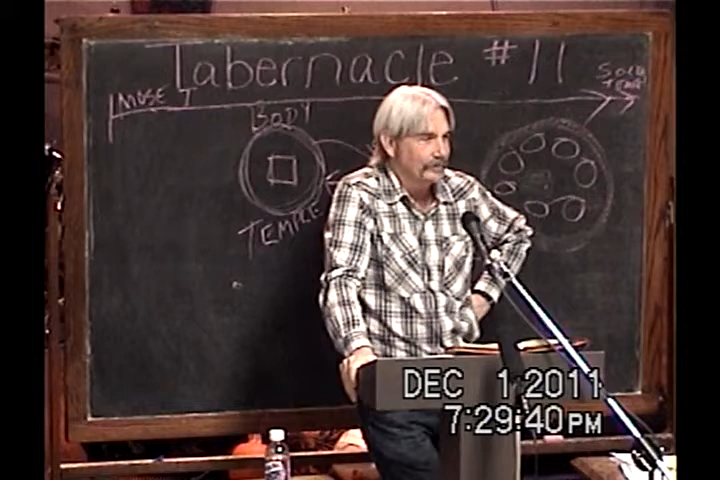 Tabernacle #11
MOSE I
BODY
TEMPLE
DEC 1 2011
7:29:40 PM